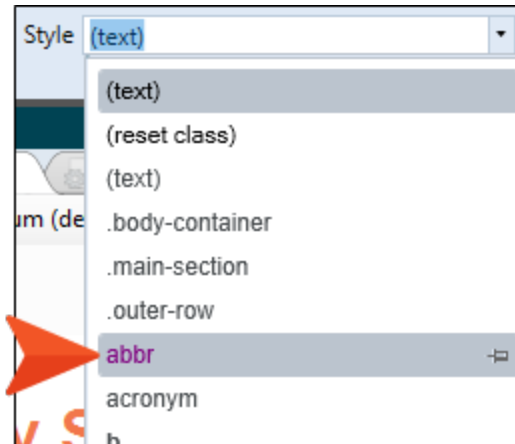 Style (text)
(text)
(reset class)
(text)
um (de
.body-container
.main-section
.outer-row
abbr
acronym
b